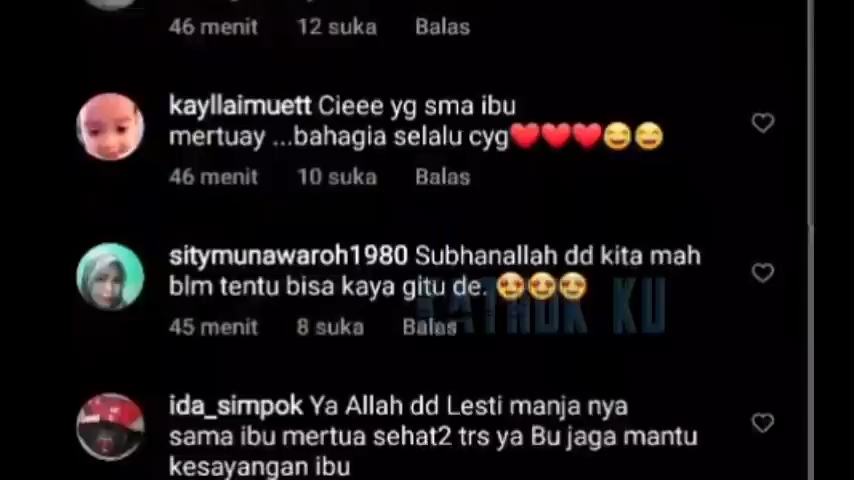 46 menit 12 suka Balas
kayllaimuett Cieee yg sma ibu
mertuay ...bahagia selalu cyg❤️❤️❤️😄😄
46 menit 10 suka Balas
sitymunawaroh1980 Subhanallah dd kita mah
blm tentu bisa kaya gitu de. 😍😍😍
45 menit 8 suka Balas
KU
ida_simpok Ya Allah dd Lesti manja nya
sama ibu mertua sehat2 trs ya Bu jaga mantu
kesayangan ibu